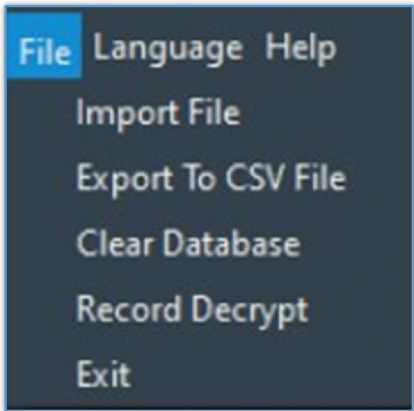 File Language Help
Import File
Export To CSV File
Clear Database
Record Decrypt
Exit